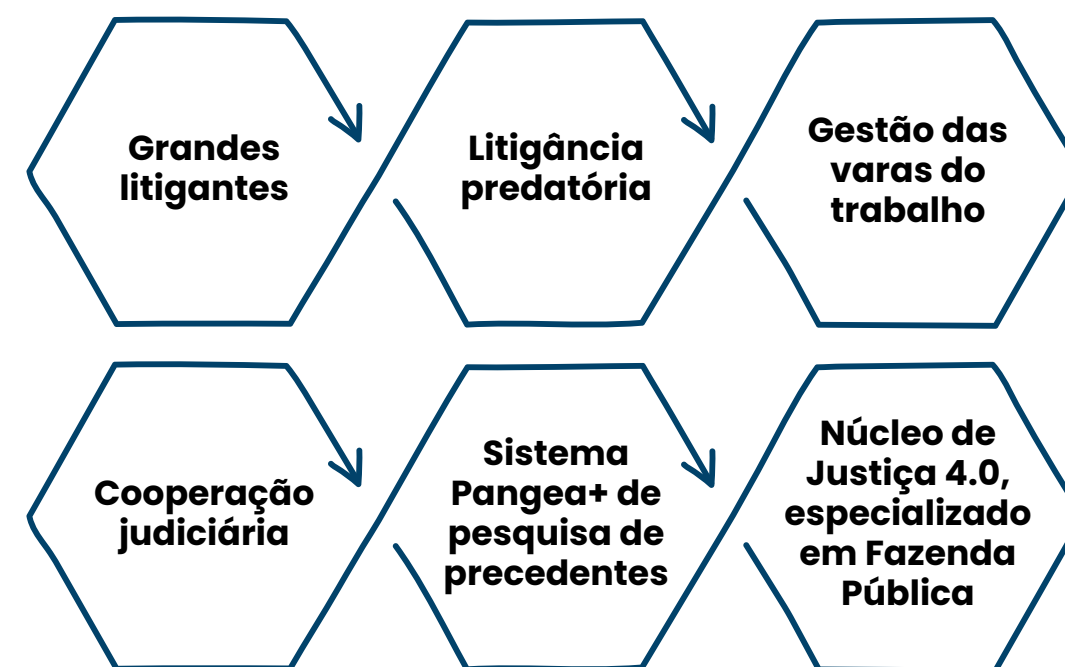 Grandes
litigantes
Litigância
predatória
Gestão das
varas do
trabalho
Cooperação
judiciária
Sistema
Pangea+ de
pesquisa de
precedentes
Núcleo de
Justiça 4.0,
especializado
em Fazenda
Pública